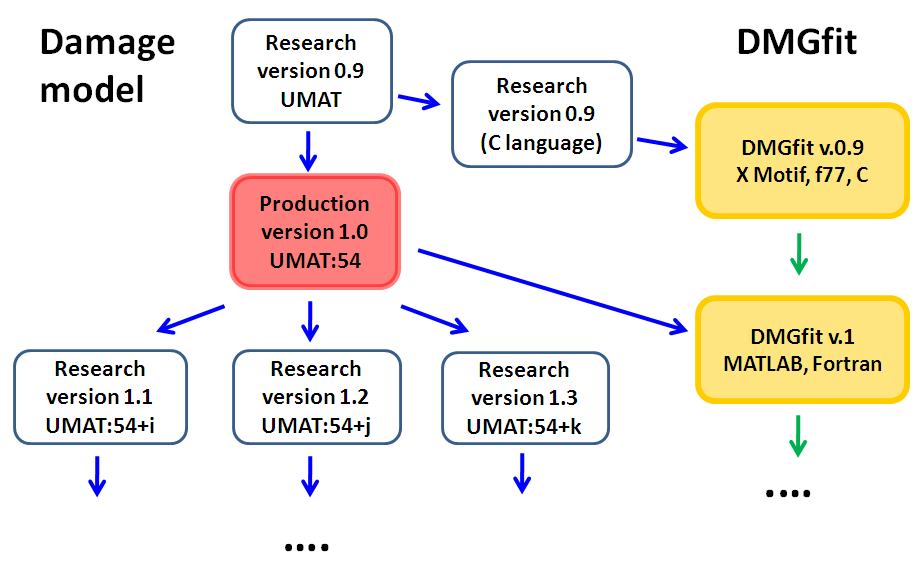 Damage
model
DMGfit
Research
version 0.9
UMAT
Research
version 0.9
(C language)
DMGfit v.0.9
X Motif, f77, C
Production
version 1.0
UMAT:54
DMGfit v.1
MATLAB, Fortran
Research
version 1.1
UMAT:54+i
Research
version 1.2
UMAT:54+j
Research
version 1.3
UMAT:54+k
....
....